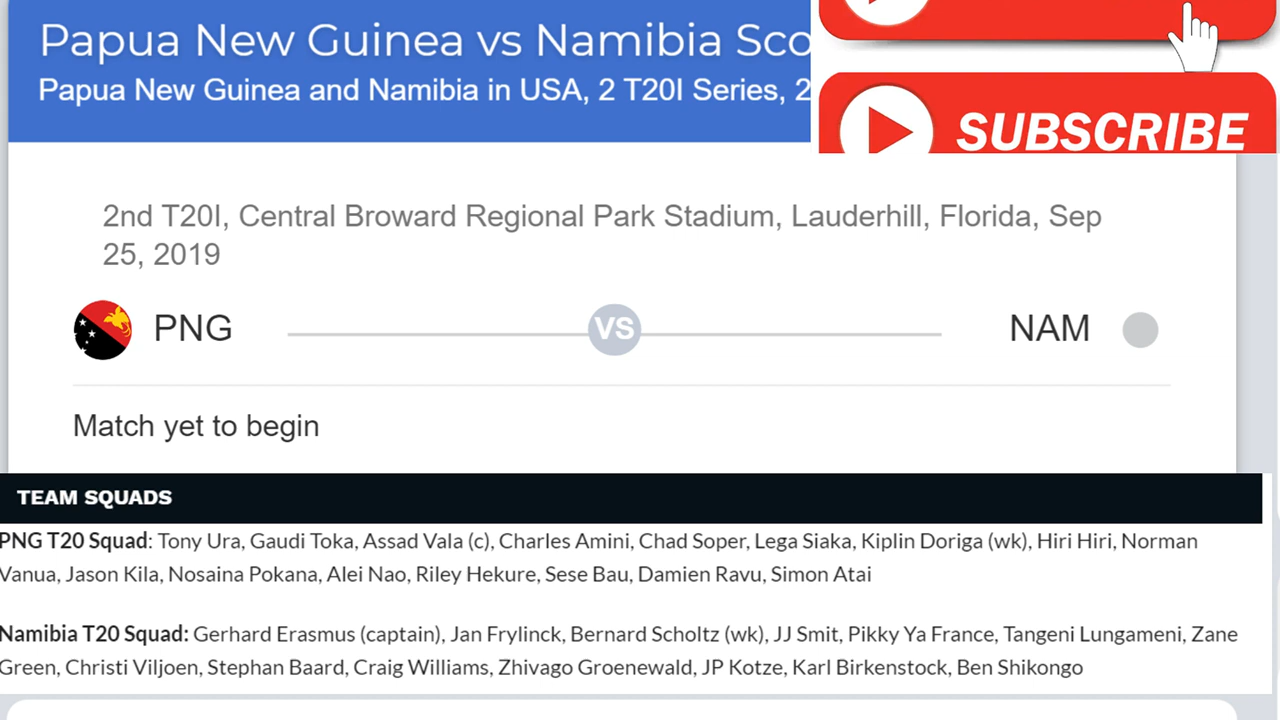 Papua New Guinea vs Namibia Sco
Papua New Guinea and Namibia in USA, 2 T20I Series, 2
SUBSCRIBE
2nd T20I, Central Broward Regional Park Stadium, Lauderhill, Florida, Sep
25, 2019
PNG VS NAM
Match yet to begin
TEAM SQUADS
PNG T20 Squad: Tony Ura, Gaudi Toka, Assad Vala (c), Charles Amini, Chad Soper, Lega Siaka, Kiplin Doriga (wk), Hiri Hiri, Norman
Vanua, Jason Kila, Nosaina Pokana, Alei Nao, Riley Hekure, Sese Bau, Damien Ravu, Simon Atai
Namibia T20 Squad: Gerhard Erasmus (captain), Jan Frylinck, Bernard Scholtz (wk), JJ Smit, Pikky Ya France, Tangeni Lungameni, Zane
Green, Christi Viljoen, Stephan Baard, Craig Williams, Zhivago Groenewald, JP Kotze, Karl Birkenstock, Ben Shikongo